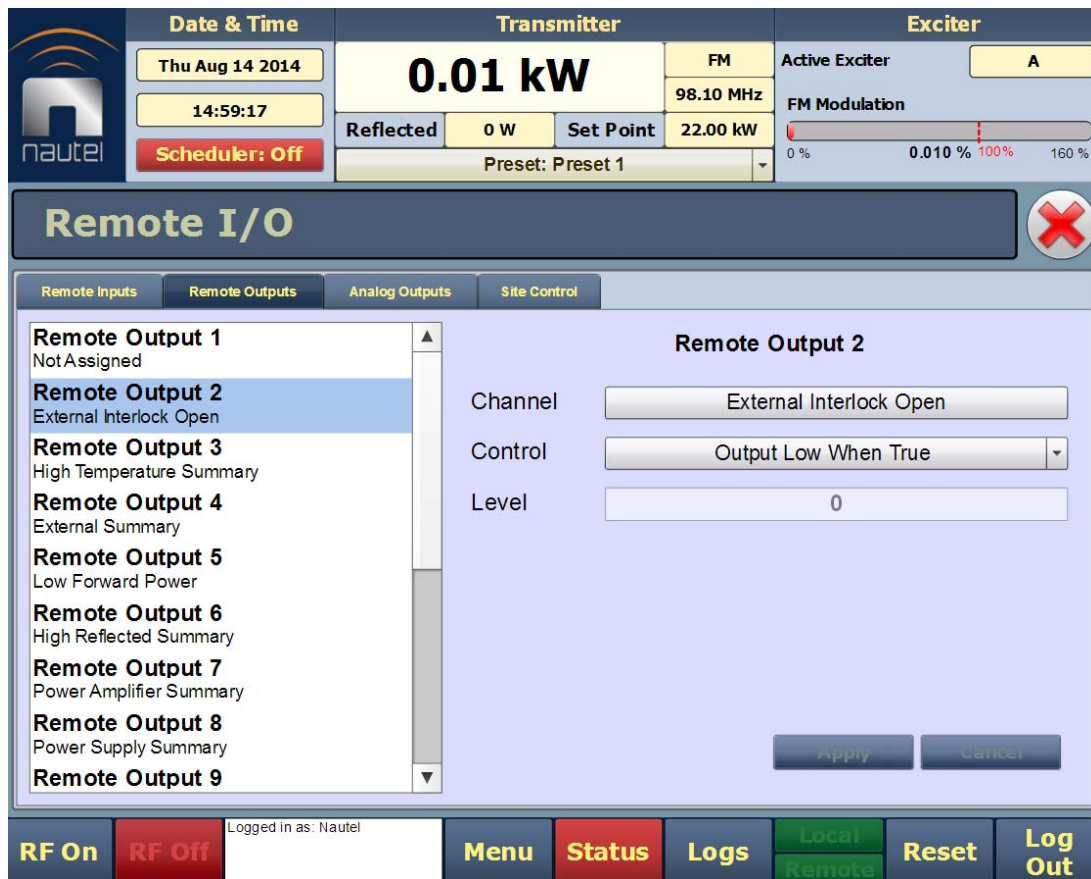 Date & Time
Thu Aug 14 2014
14:59:17
Scheduler: Off
nautel
Transmitter
0.01 kW
FM
98.10 MHz
Reflected 0 W Set Point 22.00 kW
Preset: Preset 1
Exciter
Active Exciter A
FM Modulation
0 % 0.010 % 100% 160 %
Remote I/O
Remote Inputs Remote Outputs Analog Outputs Site Control
Remote Output 1
Not Assigned
Remote Output 2
External Interlock Open
Remote Output 3
High Temperature Summary
Remote Output 4
External Summary
Remote Output 5
Low Forward Power
Remote Output 6
High Reflected Summary
Remote Output 7
Power Amplifier Summary
Remote Output 8
Power Supply Summary
Remote Output 9
Remote Output 2
Channel External Interlock Open
Control Output Low When True
Level 0
Apply Cancel
RF On RF Off
Logged in as: Nautel
Menu Status Logs
Local
Remote
Reset
Log
Out